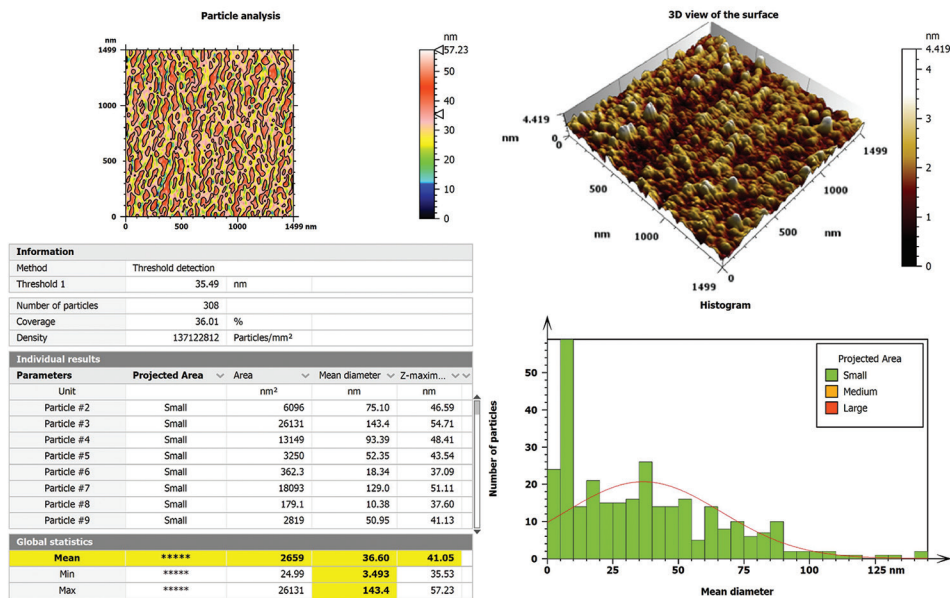 Particle analysis
nm
1499
1000
500
0
0 500 1000 1499 nm
nm
57.23
50
40
30
20
10
0
3D view of the surface
4.419
nm
0
0
500
nm
1000
1499
0
500
nm
1000
1499
nm
4.419
4
3
2
1
0
Information
Method Threshold detection
Threshold 1 35.49 nm
Number of particles 308
Coverage 36.01 %
Density 137122812 Particles/mm²
Individual results
Parameters Projected Area Area Mean diameter Z-maxim...
Unit nm² nm nm
Particle #2 Small 6096 75.10 46.59
Particle #3 Small 26131 143.4 54.71
Particle #4 Small 13149 93.39 48.41
Particle #5 Small 3250 52.35 43.54
Particle #6 Small 362.3 18.34 37.09
Particle #7 Small 18093 129.0 51.11
Particle #8 Small 179.1 10.38 37.60
Particle #9 Small 2819 50.95 41.13
Global statistics
Mean ***** 2659 36.60 41.05
Min ***** 24.99 3.493 35.53
Max ***** 26131 143.4 57.23
Histogram
Number of particles
50
40
30
20
10
0
0 25 50 75 100 125 nm
Mean diameter
Projected Area
Small
Medium
Large